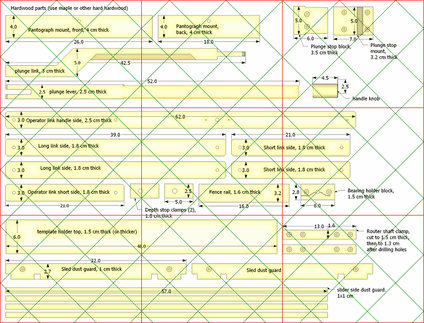 Hardwood parts (use maple or other hard hardwood)
4.0
Pantograph mount, front, 4 cm thick
26.0
4.0
Pantograph mount, back, 4 cm thick
18.0
5.0
6.0
Plunge stop block, 3.5 cm thick
5.0
7.0
Plunge stop mount, 3.2 cm thick
5.0
plunge link, 3 cm thick
42.5
52.0
2.5
plunge lever, 2.5 cm thick
4.5
2.5
handle knob
62.0
3.0
Operator link handle side, 2.5 cm thick
39.0
21.0
3.0
Long link side, 1.8 cm thick
3.0
Short link side, 1.8 cm thick
3.0
Long link side, 1.8 cm thick
3.0
Short link side, 1.8 cm thick
3.0
Operator link short side, 1.8 cm thick
21.0
2.5
5.0
Depth stop clamps (2), 1.8 cm thick
Fence rail, 1.6 cm thick
3.2
16.0
2.8
6.0
Bearing holder block, 1.5 cm thick
6.0
template holder top, 1.5 cm thick (or thicker)
13.0
1.6
Router shaft clamp, cut to 1.5 cm thick, then to 1.3 cm after drilling holes
2.7
Sled dust guard, 1 cm thick
Sled dust guard
57.0
slider side dust guard 1x1 cm